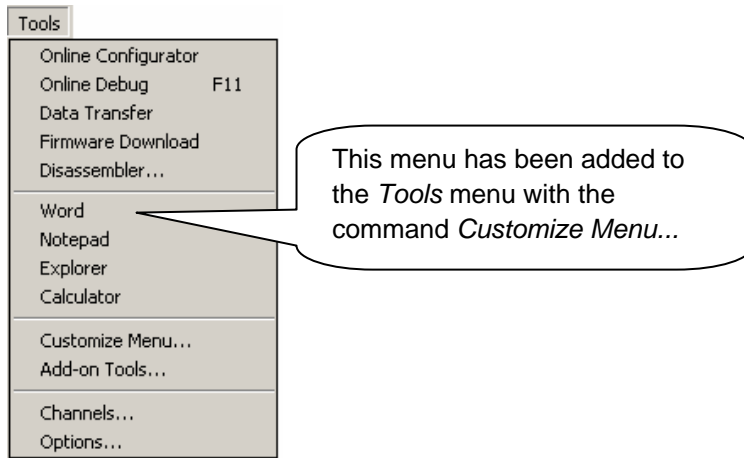 Tools
Online Configurator
Online Debug F11
Data Transfer
Firmware Download
Disassembler...
Word
Notepad
Explorer
Calculator
Customize Menu...
Add-on Tools...
Channels...
Options...
This menu has been added to
the Tools menu with the
command Customize Menu...